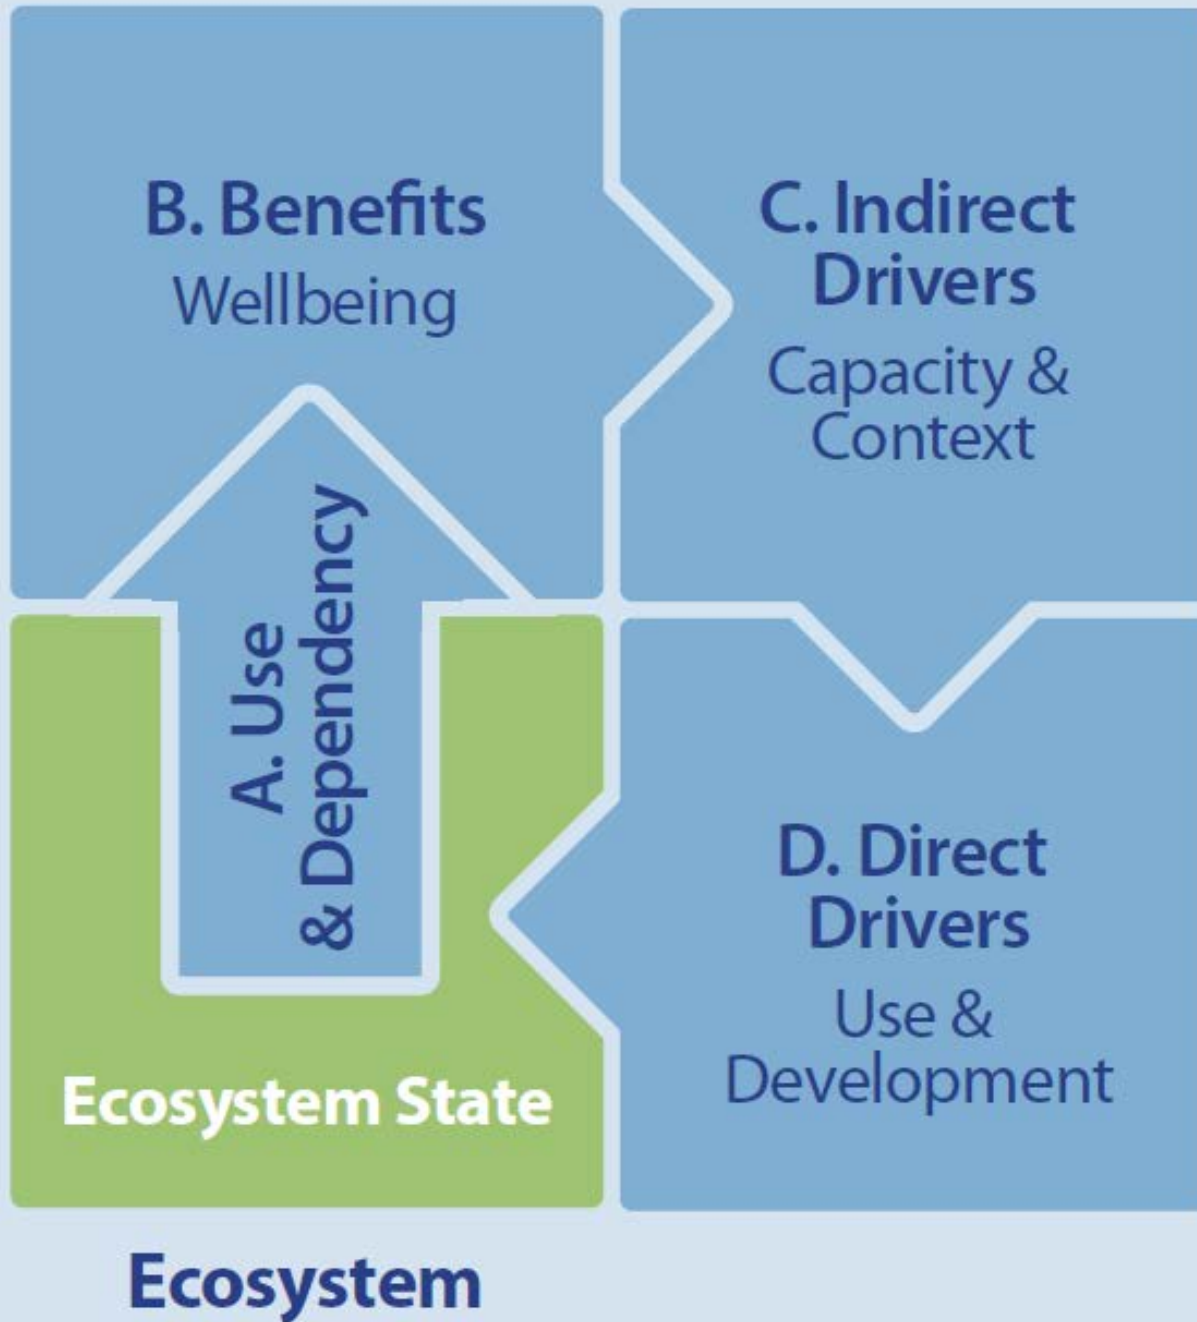 B. Benefits
Wellbeing
C. Indirect
Drivers
Capacity &
Context
A. Use
& Dependency
Ecosystem State
D. Direct
Drivers
Use &
Development
Ecosystem